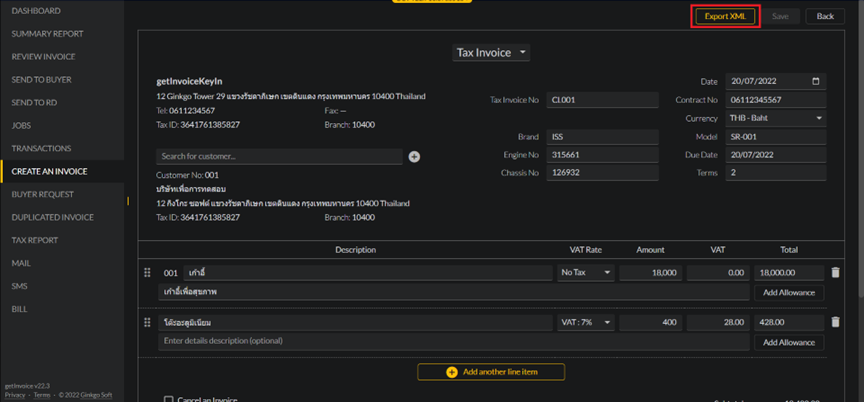 DASHBOARD
SUMMARY REPORT
REVIEW INVOICE
SEND TO BUYER
SEND TO RD
JOBS
TRANSACTIONS
CREATE AN INVOICE
BUYER REQUEST
DUPLICATED INVOICE
TAX REPORT
MAIL
SMS
BILL
getInvoice v22.3
Privacy - Terms - © 2022 Ginkgo Soft
Export XML Save Back
Tax Invoice
getInvoiceKeyIn
12 Ginkgo Tower 29 แขวงรัชดาภิเษก เขตดินแดง กรุงเทพมหานคร 10400 Thailand
Tel: 0611234567 Fax: —
Tax ID: 3641761385827 Branch: 10400
Search for customer...
Customer No: 001
บริษัทเพื่อการทดสอบ
12 กิงโกะ ซอฟต์ แขวงรัชดาภิเษก เขตดินแดง กรุงเทพมหานคร 10400 Thailand
Tax ID: 3641761385827 Branch: 10400
Date 20/07/2022
Tax Invoice No CI.001 Contract No 06112345567
Currency THB - Baht
Brand ISS Model SR-001
Engine No 315661 Due Date 20/07/2022
Chassis No 126932 Terms 2
Description VAT Rate Amount VAT Total
001 เก้าอี้ No Tax 18,000 0.00 18,000.00
เก้าอี้เพื่อสุขภาพ Add Allowance
โต๊ะอะลูมิเนียม VAT : 7% 400 28.00 428.00
Enter details description (optional) Add Allowance
Add another line item
Cancel an Invoice